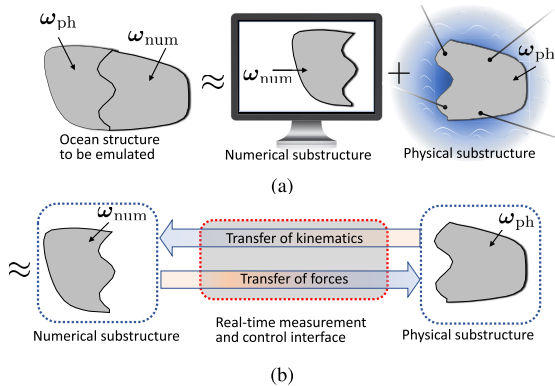 ω_ph
ω_num
≈
ω_num
+
ω_ph
Ocean structure
to be emulated
Numerical substructure
Physical substructure
(a)
ω_num
ω_ph
≈
Transfer of kinematics
Transfer of forces
Numerical substructure
Real-time measurement
and control interface
Physical substructure
(b)